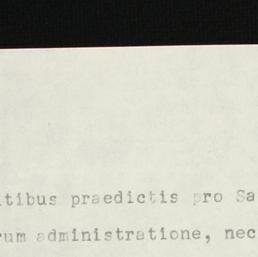 tibus praedictis pro Sa
rum administratione, nec